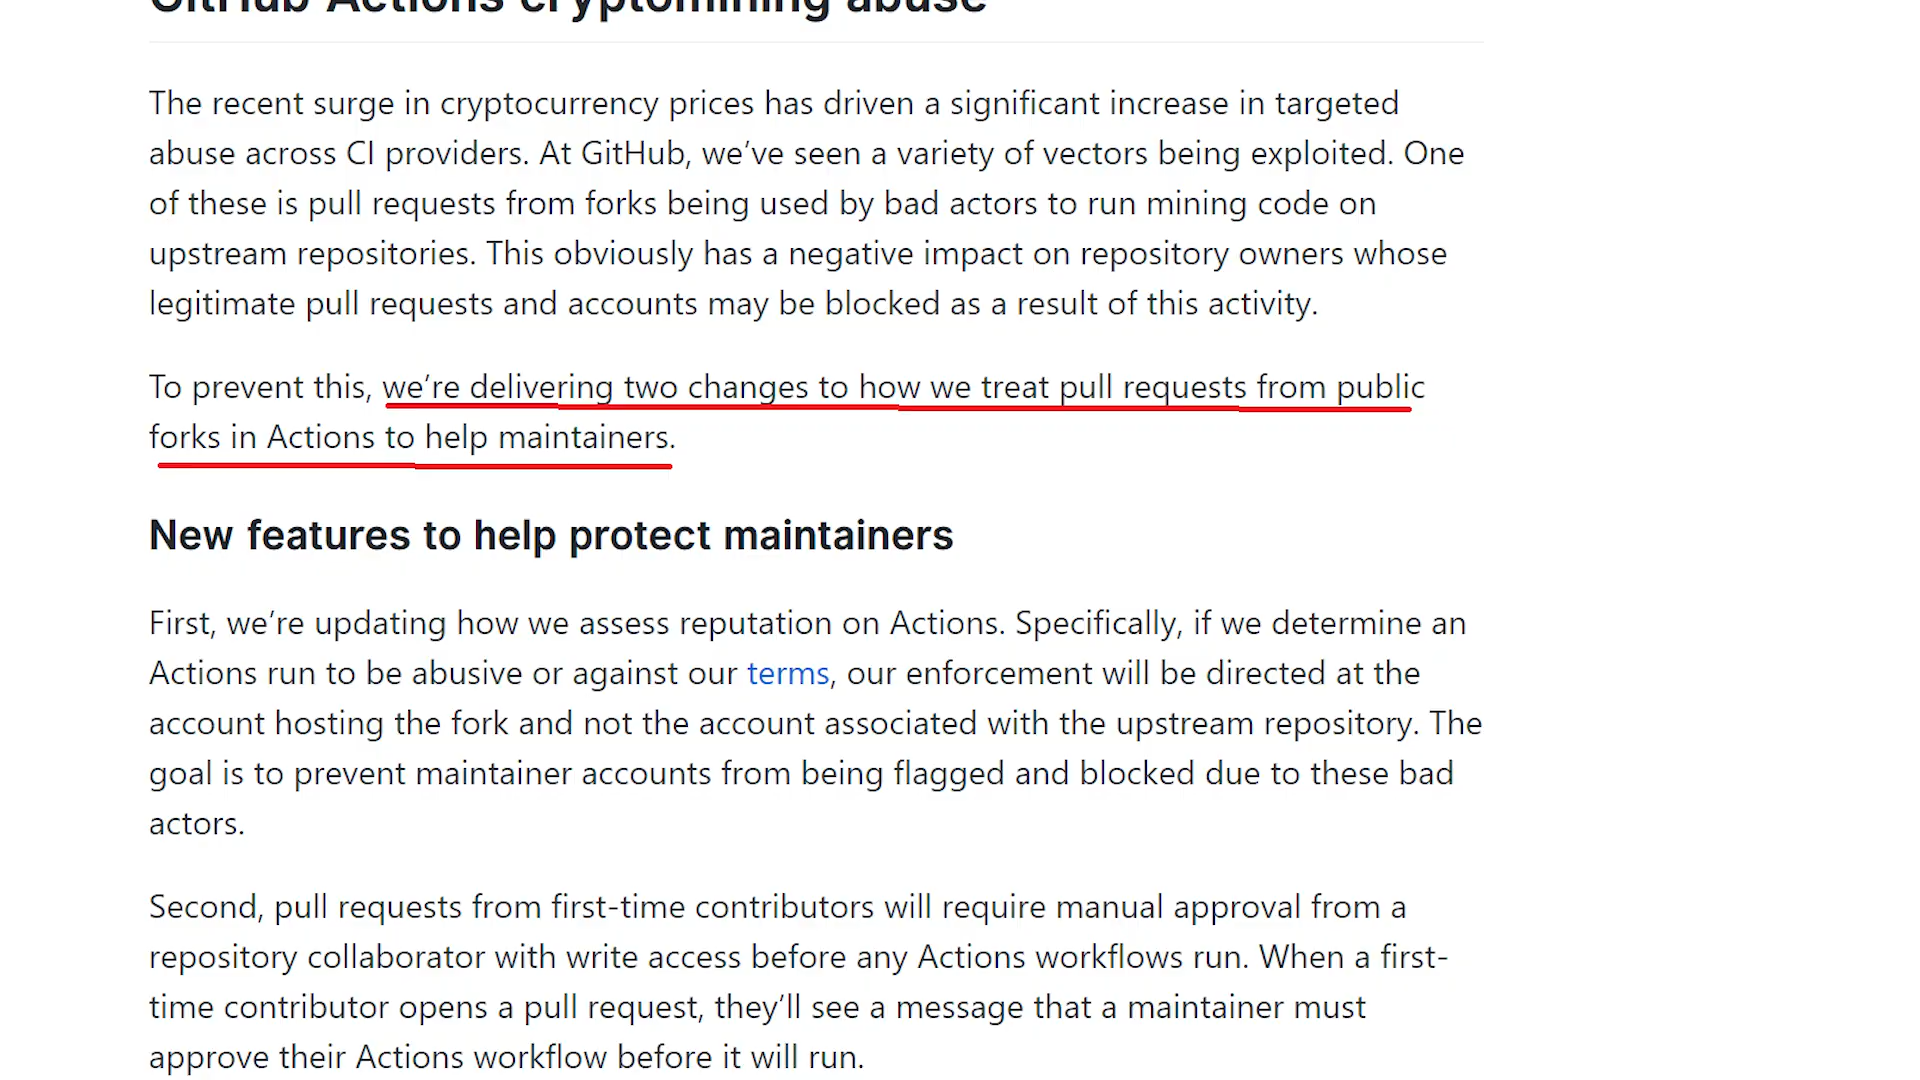 GitHub Actions cryptomining abuse
The recent surge in cryptocurrency prices has driven a significant increase in targeted
abuse across CI providers. At GitHub, we’ve seen a variety of vectors being exploited. One
of these is pull requests from forks being used by bad actors to run mining code on
upstream repositories. This obviously has a negative impact on repository owners whose
legitimate pull requests and accounts may be blocked as a result of this activity.
To prevent this, we’re delivering two changes to how we treat pull requests from public
forks in Actions to help maintainers.
New features to help protect maintainers
First, we’re updating how we assess reputation on Actions. Specifically, if we determine an
Actions run to be abusive or against our terms, our enforcement will be directed at the
account hosting the fork and not the account associated with the upstream repository. The
goal is to prevent maintainer accounts from being flagged and blocked due to these bad
actors.
Second, pull requests from first-time contributors will require manual approval from a
repository collaborator with write access before any Actions workflows run. When a first-
time contributor opens a pull request, they’ll see a message that a maintainer must
approve their Actions workflow before it will run.